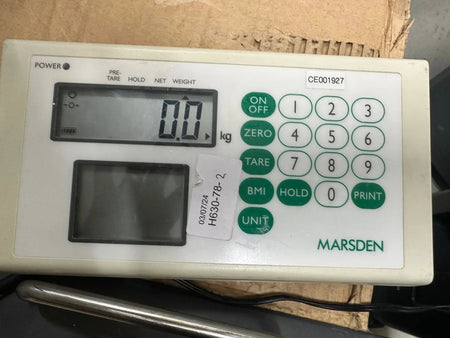 POWER
PRE-
TARE HOLD NET WEIGHT
CE001927
0.0 kg
ON
OFF 1 2 3
ZERO 4 5 6
TARE 7 8 9
BMI HOLD 0 PRINT
UNIT
03/07/24
H630-78-2
MARSDEN